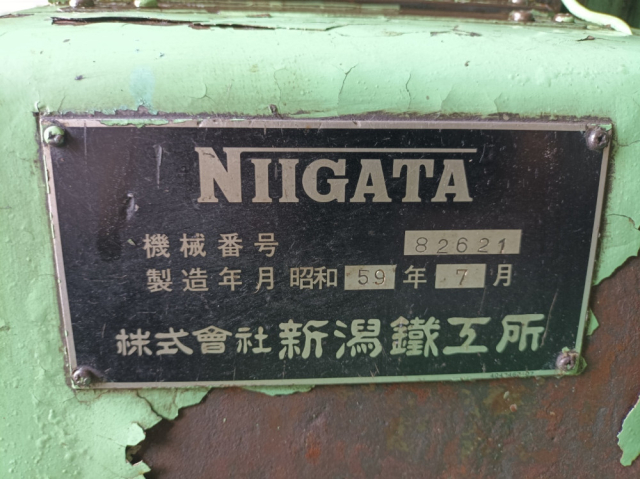 NIIGATA
機械番号 82621
製造年月 昭和 59 年 7 月
株式會社 新潟鐵工所